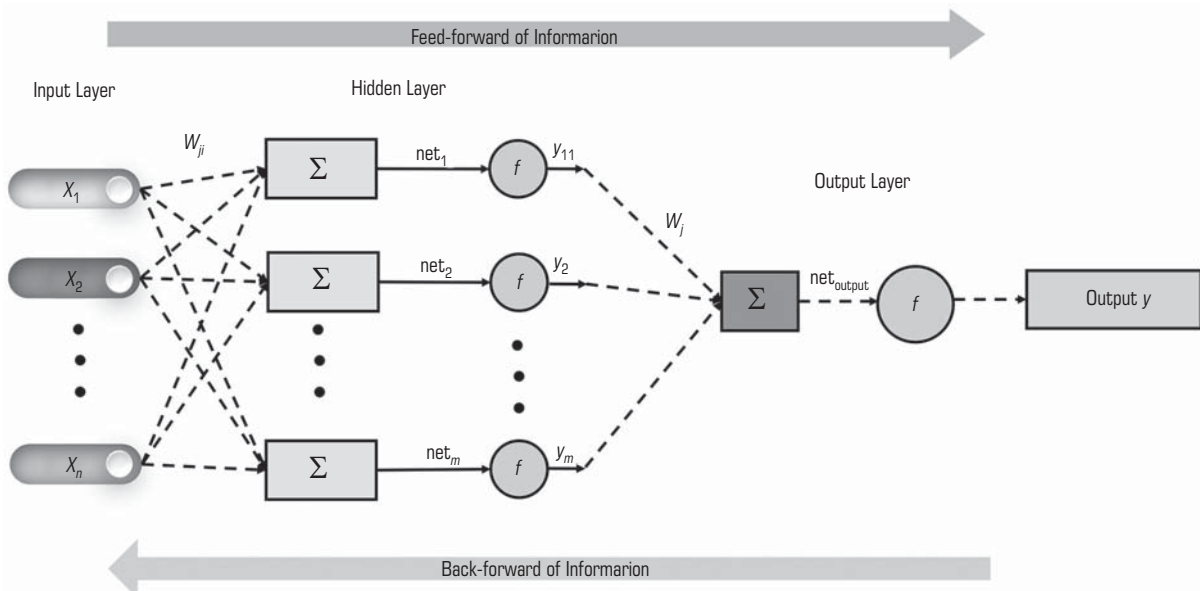 Feed-forward of Informarion
Input Layer
Hidden Layer
W_ji
Σ
net_1
f
y_11
X_1
Output Layer
W_j
X_2
Σ
net_2
f
y_2
Σ
net_output
f
Output y
X_n
Σ
net_m
f
y_m
Back-forward of Informarion